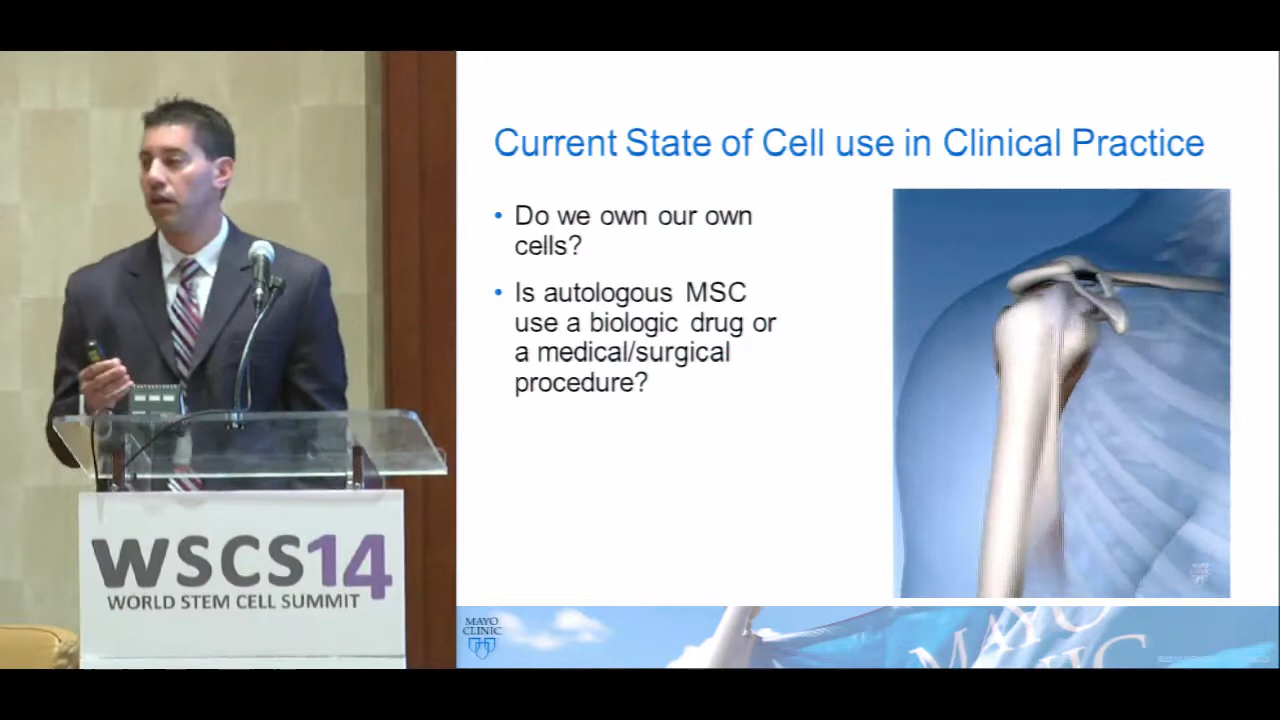 Current State of Cell use in Clinical Practice
• Do we own our own
cells?
• Is autologous MSC
use a biologic drug or
a medical/surgical
procedure?
WSCS14
WORLD STEM CELL SUMMIT
MAYO
CLINIC
MAYO